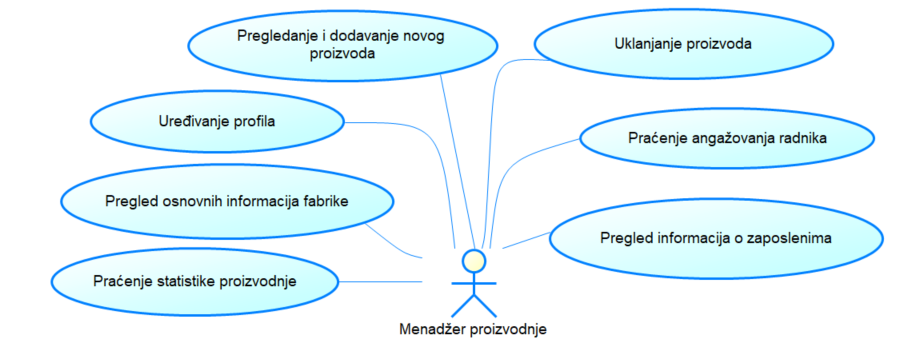 Pregledanje i dodavanje novog
proizvoda
Uklanjanje proizvoda
Uređivanje profila
Praćenje angažovanja radnika
Pregled osnovnih informacija fabrike
Pregled informacija o zaposlenima
Praćenje statistike proizvodnje
Menadžer proizvodnje